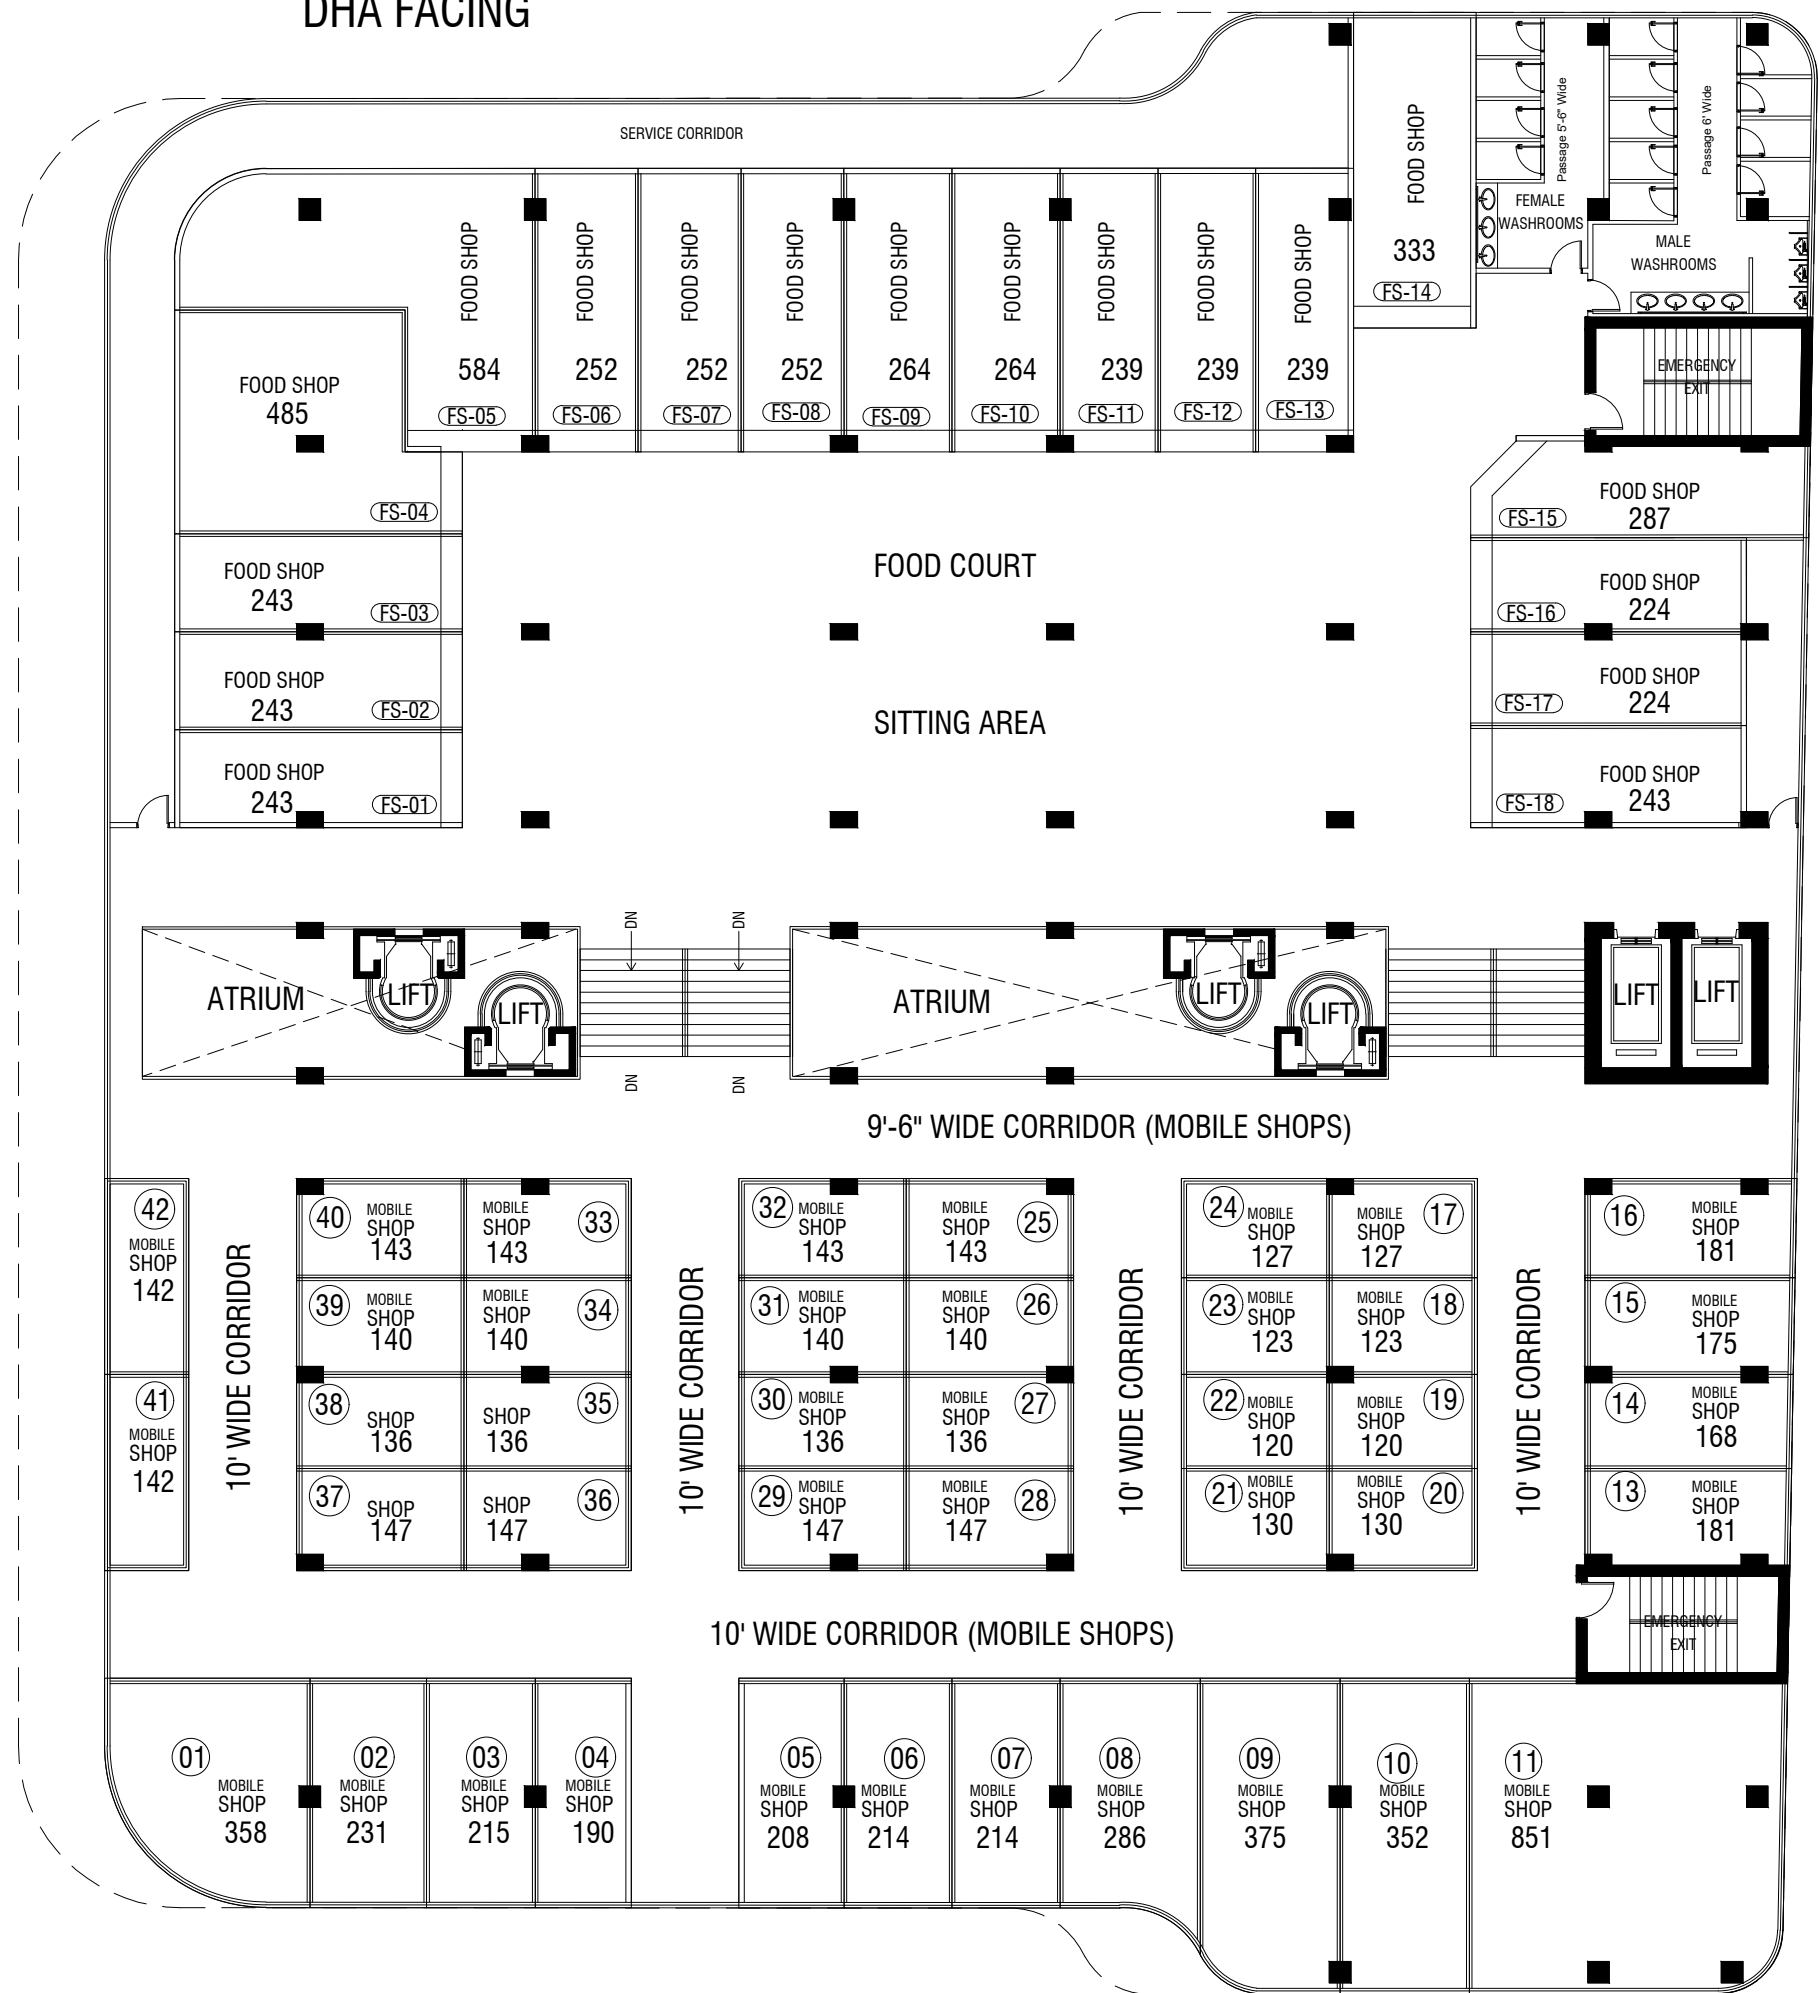 DHA FACING
SERVICE CORRIDOR
FOOD SHOP
584
FS-05
FOOD SHOP
252
FS-06
FOOD SHOP
252
FS-07
FOOD SHOP
252
FS-08
FOOD SHOP
264
FS-09
FOOD SHOP
264
FS-10
FOOD SHOP
239
FS-11
FOOD SHOP
239
FS-12
FOOD SHOP
239
FS-13
FOOD SHOP
333
FS-14
Passage 5'-6" Wide
FEMALE
WASHROOMS
Passage 6' Wide
MALE
WASHROOMS
EMERGENCY
EXIT
FOOD SHOP
485
FS-04
FOOD SHOP
243
FS-03
FOOD SHOP
243
FS-02
FOOD SHOP
243
FS-01
FOOD COURT
SITTING AREA
FOOD SHOP
287
FS-15
FOOD SHOP
224
FS-16
FOOD SHOP
224
FS-17
FOOD SHOP
243
FS-18
ATRIUM
LIFT
LIFT
DN
DN
DN
DN
ATRIUM
LIFT
LIFT
LIFT
LIFT
9'-6" WIDE CORRIDOR (MOBILE SHOPS)
42
MOBILE
SHOP
142
41
MOBILE
SHOP
142
10' WIDE CORRIDOR
40
MOBILE
SHOP
143
MOBILE
SHOP
143
33
39
MOBILE
SHOP
140
MOBILE
SHOP
140
34
38
SHOP
136
SHOP
136
35
37
SHOP
147
SHOP
147
36
10' WIDE CORRIDOR
32
MOBILE
SHOP
143
MOBILE
SHOP
143
25
31
MOBILE
SHOP
140
MOBILE
SHOP
140
26
30
MOBILE
SHOP
136
MOBILE
SHOP
136
27
29
MOBILE
SHOP
147
MOBILE
SHOP
147
28
10' WIDE CORRIDOR
24
MOBILE
SHOP
127
MOBILE
SHOP
127
17
23
MOBILE
SHOP
123
MOBILE
SHOP
123
18
22
MOBILE
SHOP
120
MOBILE
SHOP
120
19
21
MOBILE
SHOP
130
MOBILE
SHOP
130
20
10' WIDE CORRIDOR
16
MOBILE
SHOP
181
15
MOBILE
SHOP
175
14
MOBILE
SHOP
168
13
MOBILE
SHOP
181
10' WIDE CORRIDOR (MOBILE SHOPS)
EMERGENCY
EXIT
01
MOBILE
SHOP
358
02
MOBILE
SHOP
231
03
MOBILE
SHOP
215
04
MOBILE
SHOP
190
05
MOBILE
SHOP
208
06
MOBILE
SHOP
214
07
MOBILE
SHOP
214
08
MOBILE
SHOP
286
09
MOBILE
SHOP
375
10
MOBILE
SHOP
352
11
MOBILE
SHOP
851